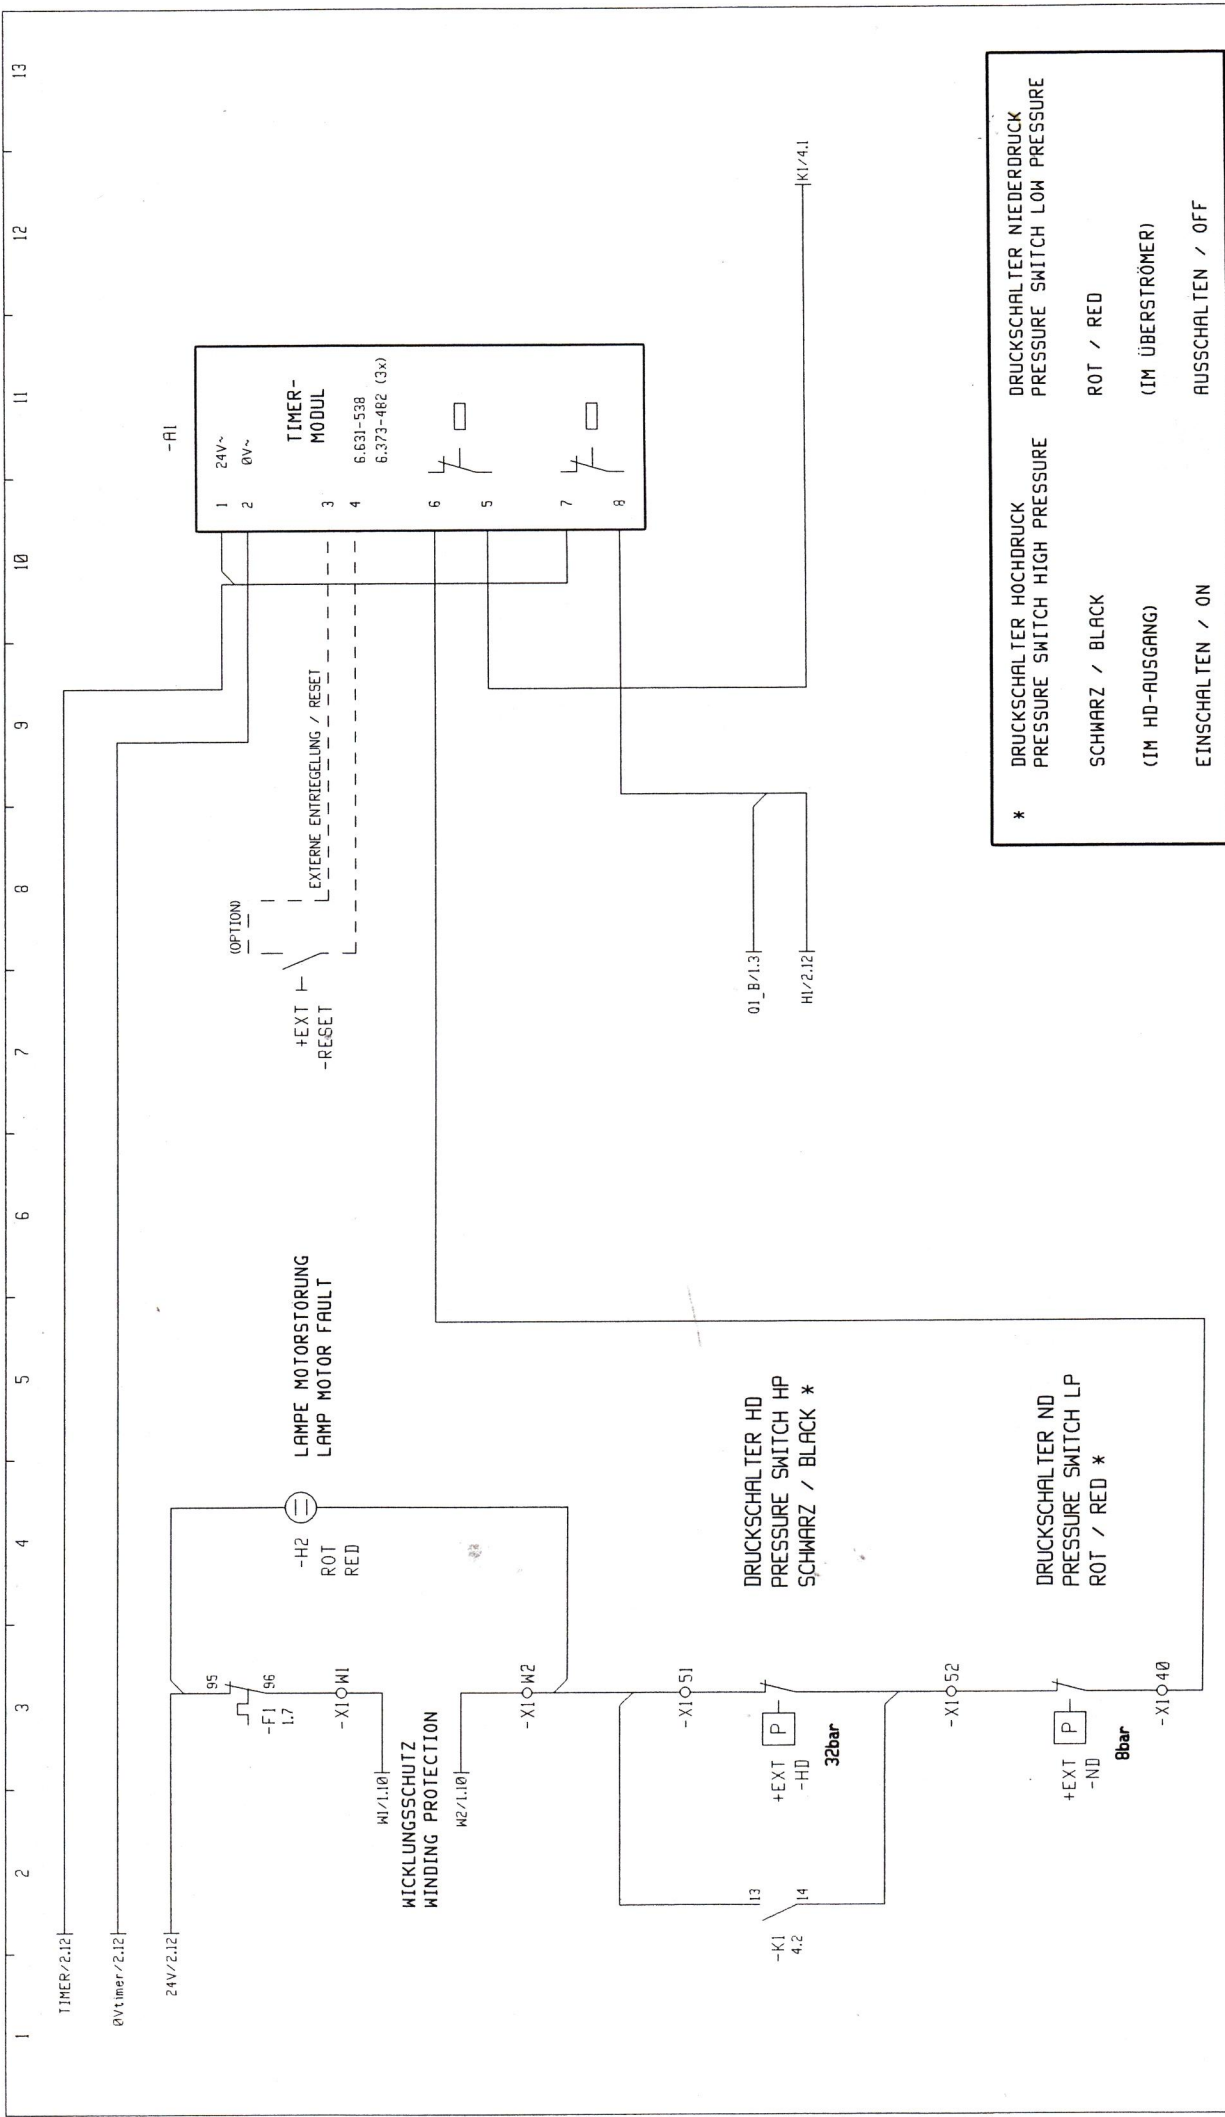 1
2
3
4
5
6
7
8
9
10
11
12
13
TIMER/2.12
0Vtimer/2.12
24V/2.12
95
96
-F1
1.7
-X1 W1
W1/1.10
WICKLUNGSSCHUTZ
WINDING PROTECTION
W2/1.10
-X1 W2
-H2
ROT
RED
LAMPE MOTORSTORUNG
LAMP MOTOR FAULT
-K1
4.2
13
14
-X1 51
P
+EXT
-HD
32bar
DRUCKSCHALTER HD
PRESSURE SWITCH HP
SCHWARZ / BLACK *
-X1 52
P
+EXT
-ND
8bar
DRUCKSCHALTER ND
PRESSURE SWITCH LP
ROT / RED *
-X1 40
+EXT
-RESET
(OPTION)
EXTERNE ENTRIEGELUNG / RESET
-A1
1 24V~
2 0V~
TIMER-
MODUL
3
4
6.631-538
6.373-482 (3x)
6
5
7
8
Q1_B/1.3
H1/2.12
K1/4.1
* DRUCKSCHALTER HOCHDRUCK DRUCKSCHALTER NIEDERDRUCK
PRESSURE SWITCH HIGH PRESSURE PRESSURE SWITCH LOW PRESSURE
SCHWARZ / BLACK ROT / RED
(IM HD-AUSGANG) (IM ÜBERSTRÖMER)
EINSCHALTEN / ON AUSSCHALTEN / OFF